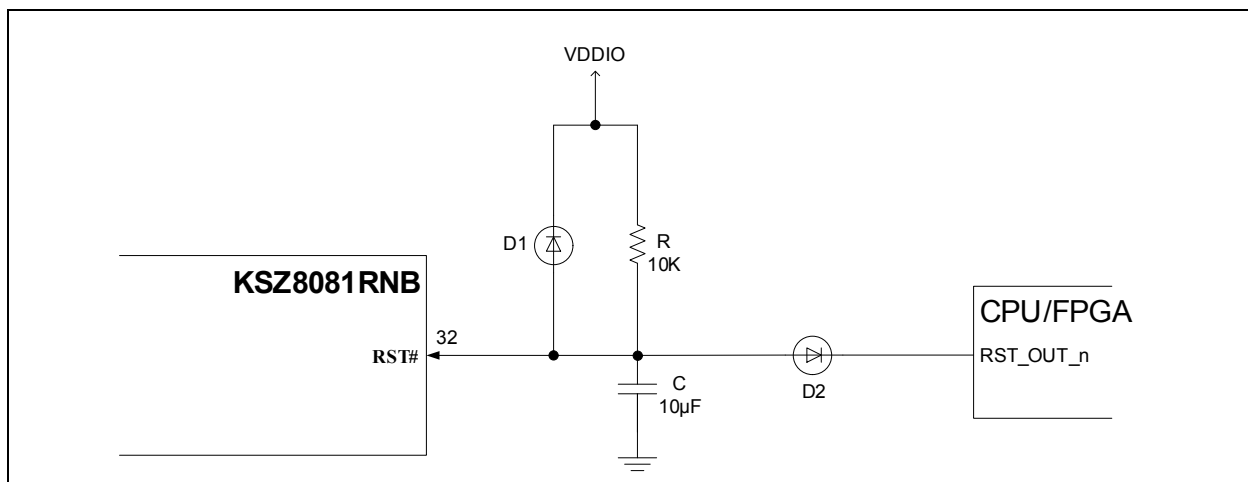 VDDIO
D1
R
10K
KSZ8081RNB
CPU/FPGA
32
RST#
RST_OUT_n
D2
C
10µF